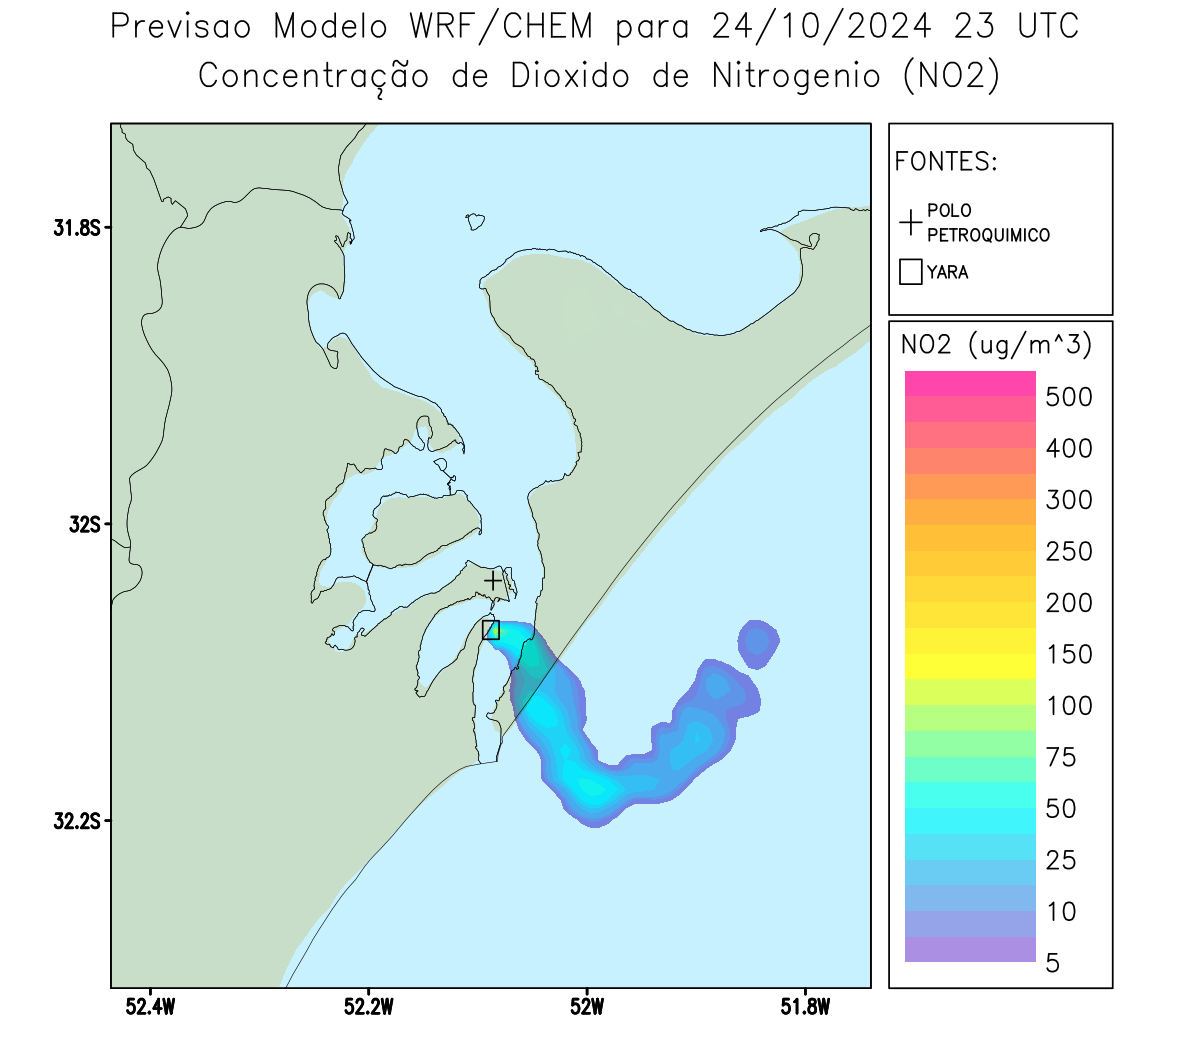 Previsao Modelo WRF/CHEM para 24/10/2024 23 UTC
Concentração de Dioxido de Nitrogenio (NO2)
FONTES:
POLO
PETROQUIMICO
YARA
NO2 (ug/m^3)
500
400
300
250
200
150
100
75
50
25
10
5
31.8S
32S
32.2S
52.4W
52.2W
52W
51.8W